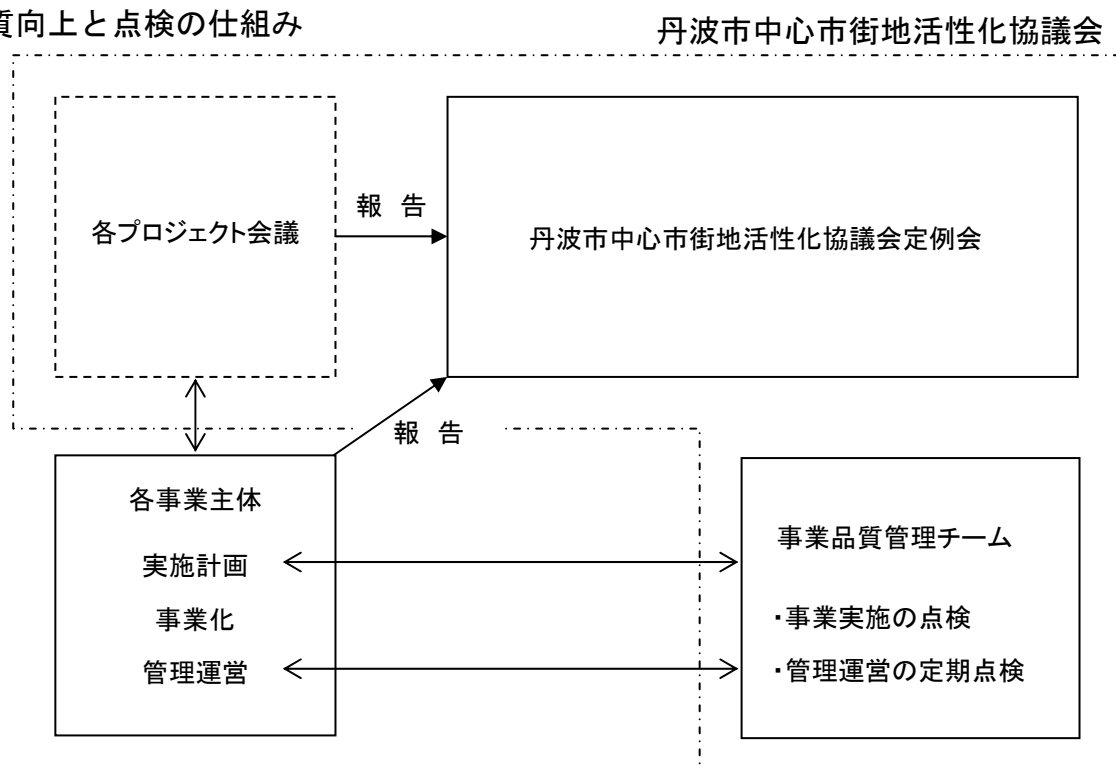 質向上と点検の仕組み
丹波市中心市街地活性化協議会
各プロジェクト会議
報 告
丹波市中心市街地活性化協議会定例会
報 告
各事業主体
実施計画
事業化
管理運営
事業品質管理チーム
・事業実施の点検
・管理運営の定期点検